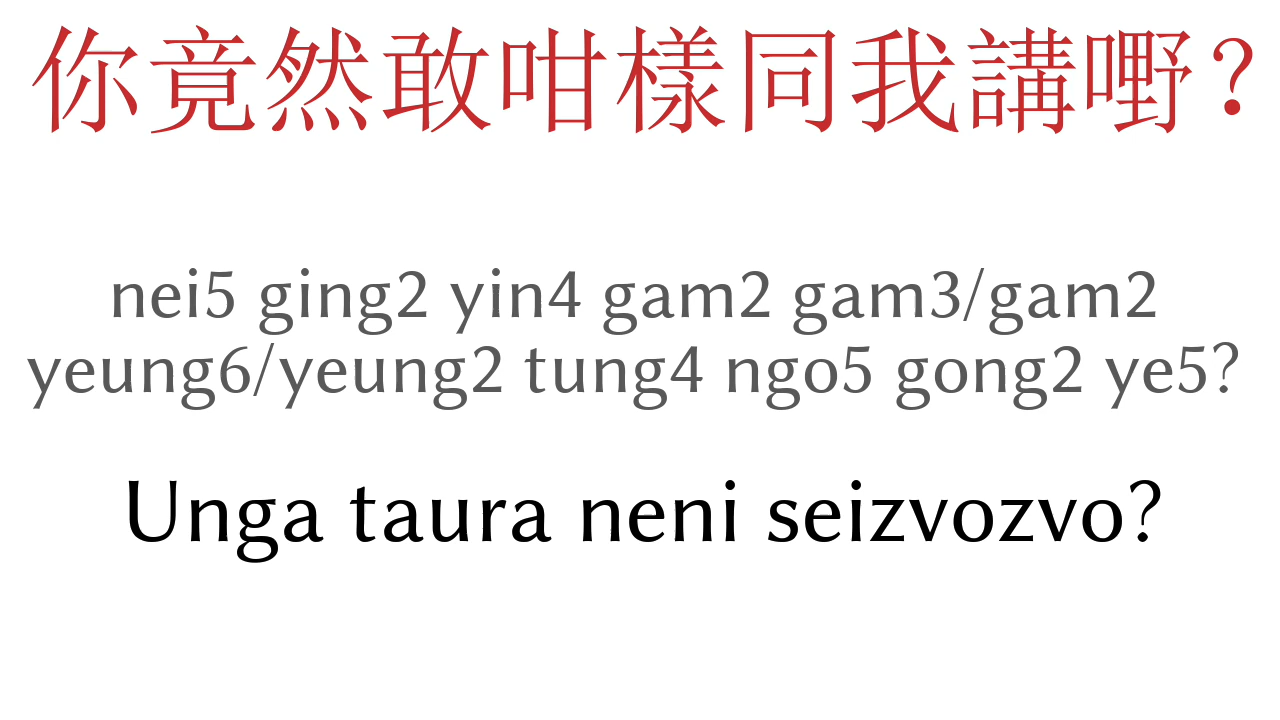 你竟然敢咁樣同我講嘢？
nei5 ging2 yin4 gam2 gam3/gam2
yeung6/yeung2 tung4 ngo5 gong2 ye5?
Unga taura neni seizvozvo?